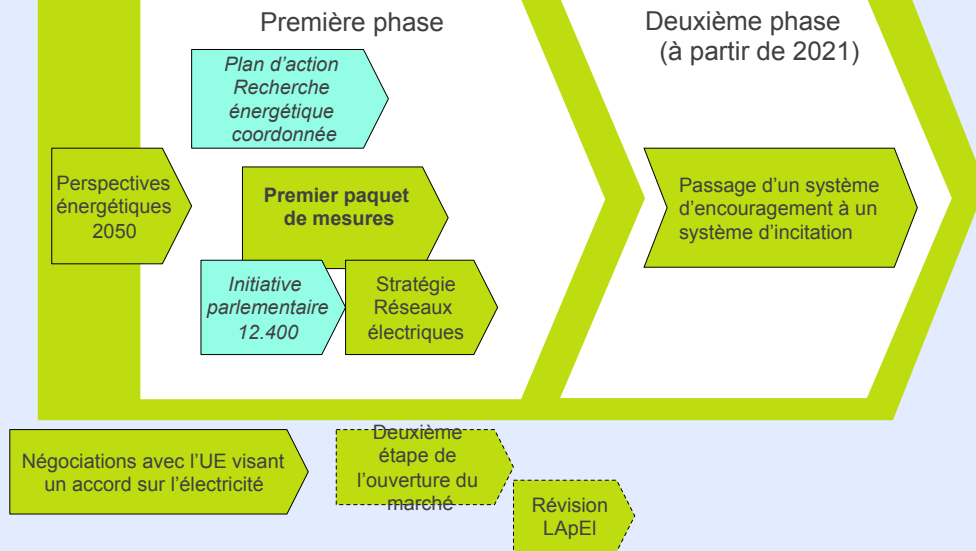 Première phase
Deuxième phase
(à partir de 2021)
Plan d’action
Recherche
énergétique
coordonnée
Perspectives
énergétiques
2050
Premier paquet
de mesures
Passage d’un système
d’encouragement à un
système d’incitation
Initiative
parlementaire
12.400
Stratégie
Réseaux
électriques
Négociations avec l’UE visant
un accord sur l’électricité
Deuxième
étape de
l’ouverture du
marché
Révision
LApEl